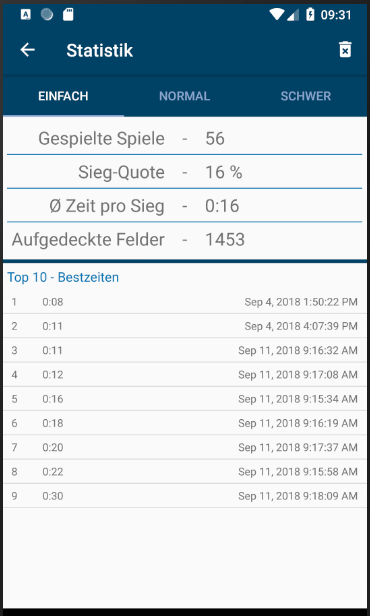 09:31
Statistik
EINFACH NORMAL SCHWER
Gespielte Spiele - 56
Sieg-Quote - 16 %
Ø Zeit pro Sieg - 0:16
Aufgedeckte Felder - 1453
Top 10 - Bestzeiten
1 0:08 Sep 4, 2018 1:50:22 PM
2 0:11 Sep 4, 2018 4:07:39 PM
3 0:11 Sep 11, 2018 9:16:32 AM
4 0:12 Sep 11, 2018 9:17:08 AM
5 0:16 Sep 11, 2018 9:15:34 AM
6 0:18 Sep 11, 2018 9:16:19 AM
7 0:20 Sep 11, 2018 9:17:37 AM
8 0:22 Sep 11, 2018 9:15:58 AM
9 0:30 Sep 11, 2018 9:18:09 AM